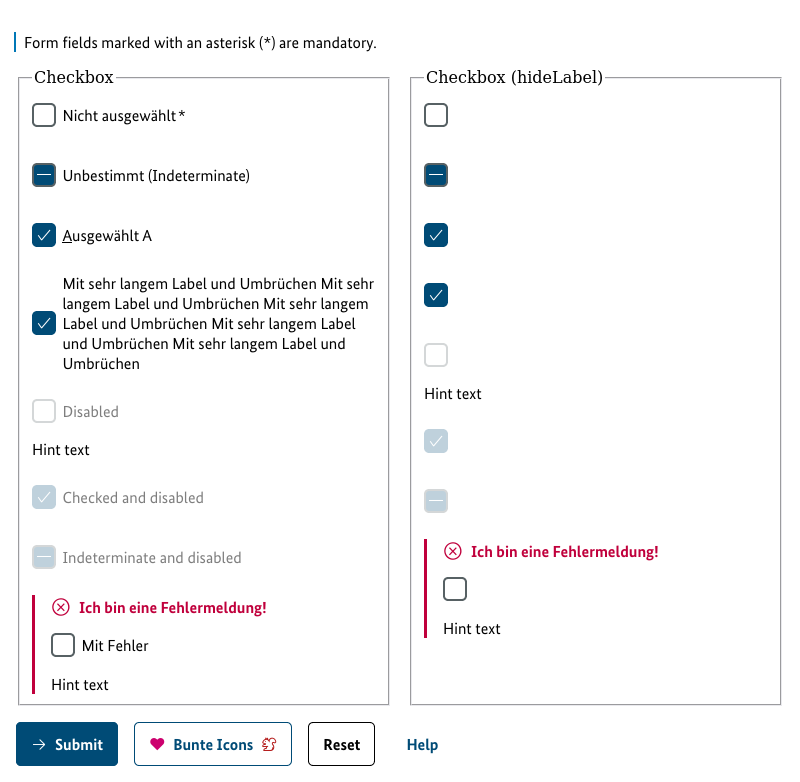 Form fields marked with an asterisk (*) are mandatory.
Checkbox
Nicht ausgewählt *
Unbestimmt (Indeterminate)
Ausgewählt A
Mit sehr langem Label und Umbrüchen Mit sehr
langem Label und Umbrüchen Mit sehr langem
Label und Umbrüchen Mit sehr langem Label
und Umbrüchen Mit sehr langem Label und
Umbrüchen
Disabled
Hint text
Checked and disabled
Indeterminate and disabled
Ich bin eine Fehlermeldung!
Mit Fehler
Hint text
Checkbox (hideLabel)
Hint text
Ich bin eine Fehlermeldung!
Hint text
Submit
Bunte Icons
Reset
Help